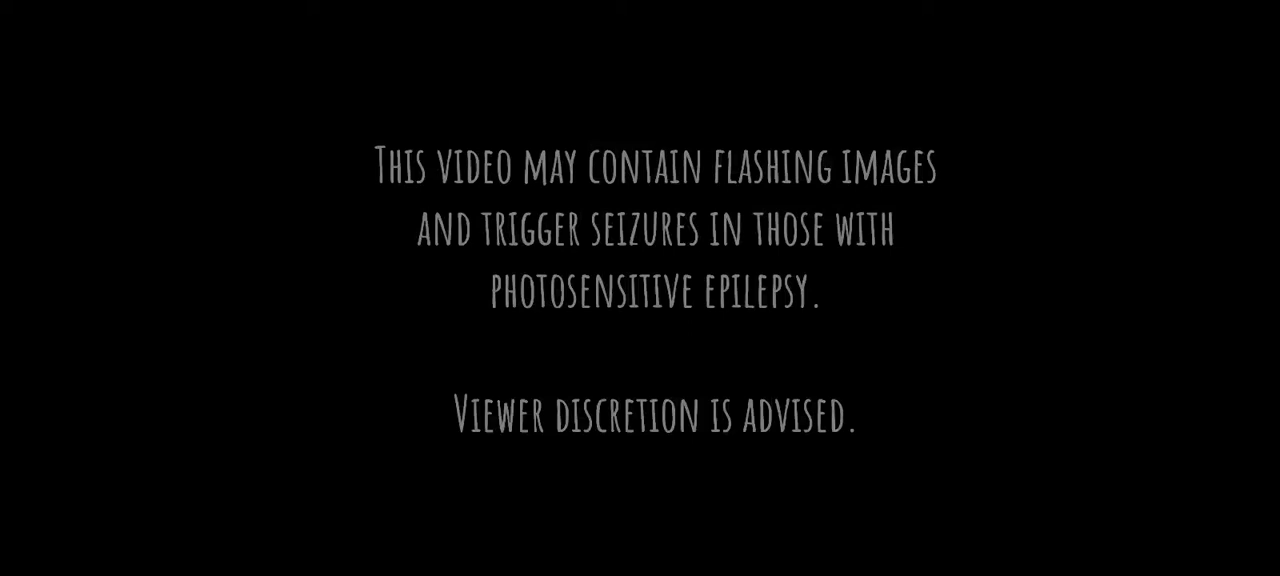 This video may contain flashing images
and trigger seizures in those with
photosensitive epilepsy.
Viewer discretion is advised.